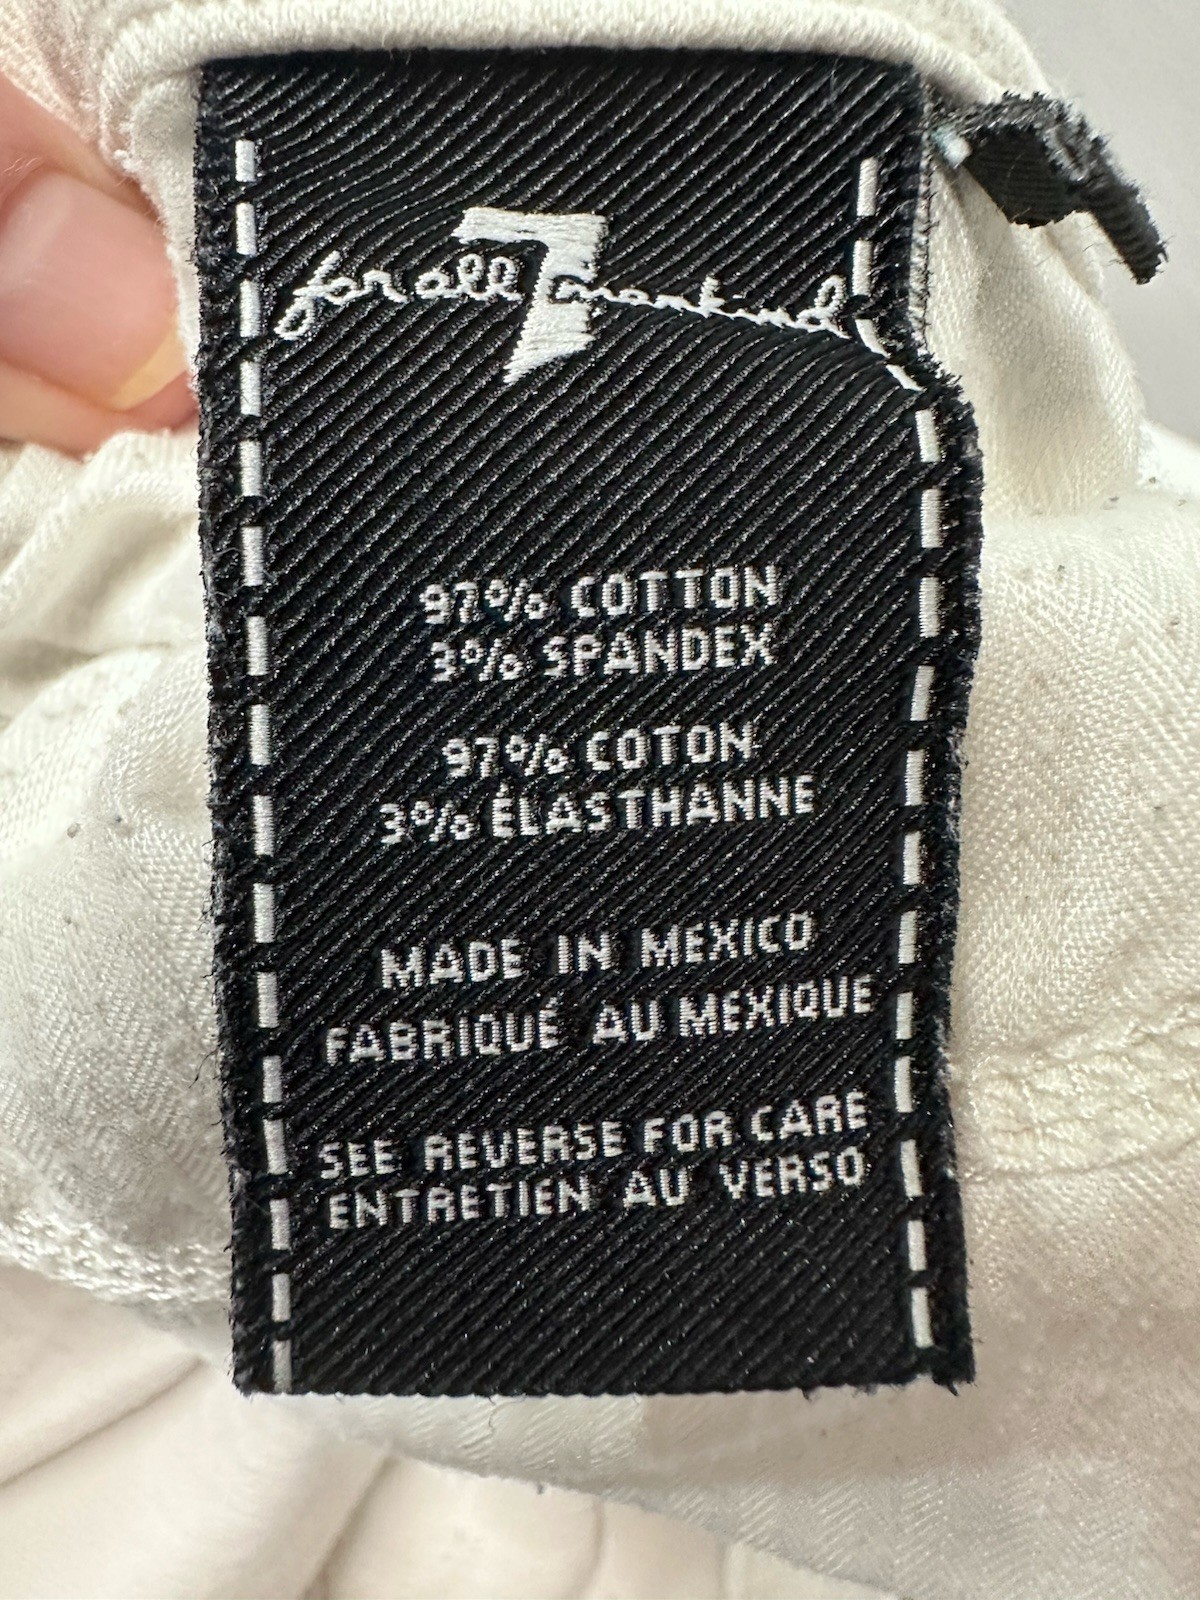 for all 7 mankind
97% COTTON
3% SPANDEX
97% COTON
3% ÉLASTHANNE
MADE IN MEXICO
FABRIQUÉ AU MEXIQUE
SEE REVERSE FOR CARE
ENTRETIEN AU VERSO